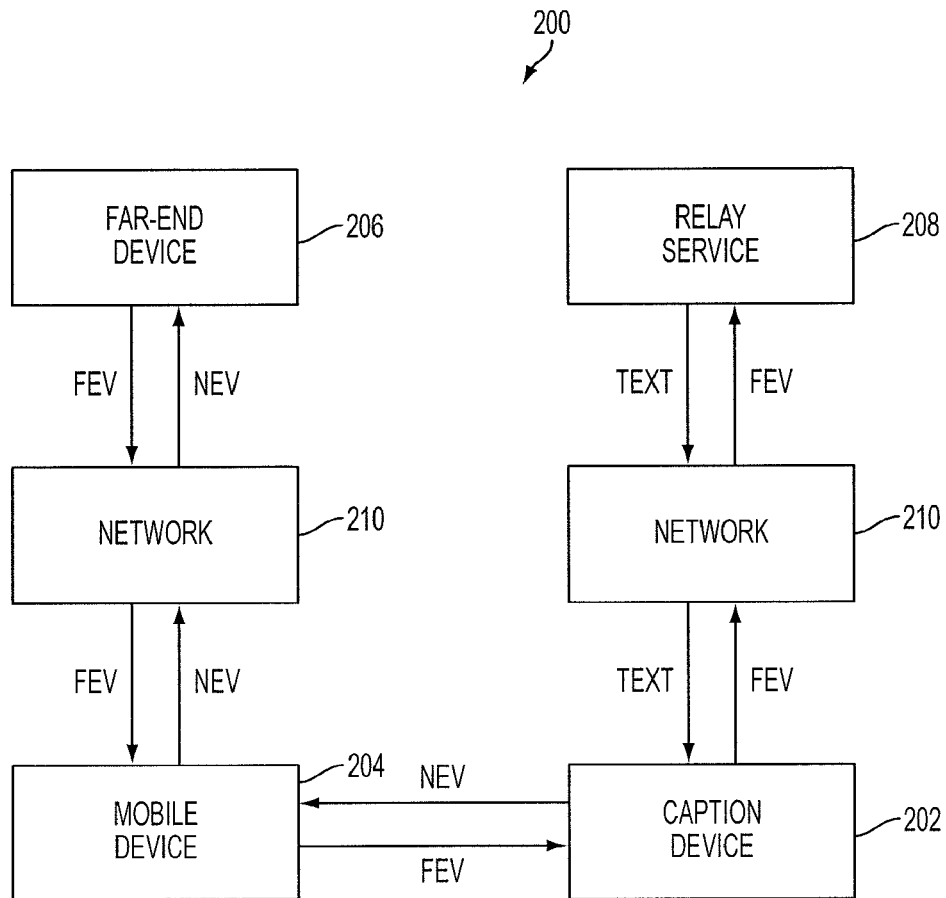 200
FAR-END
DEVICE
206
RELAY
SERVICE
208
FEV
NEV
TEXT
FEV
NETWORK
210
NETWORK
210
FEV
NEV
TEXT
FEV
MOBILE
DEVICE
204
NEV
FEV
CAPTION
DEVICE
202